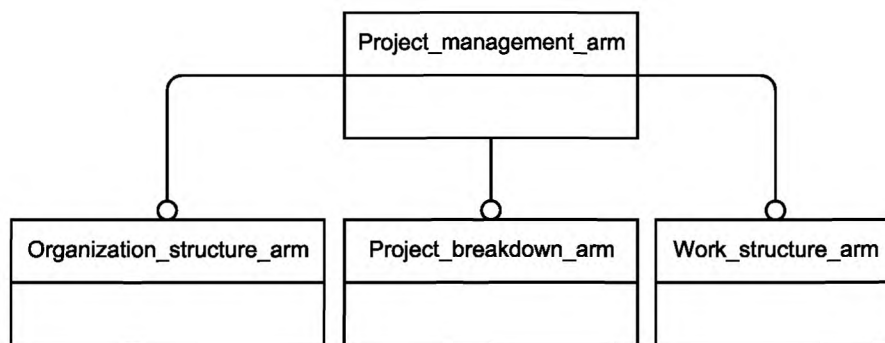 Project_management_arm
Organization_structure_arm
Project_breakdown_arm
Work_structure_arm